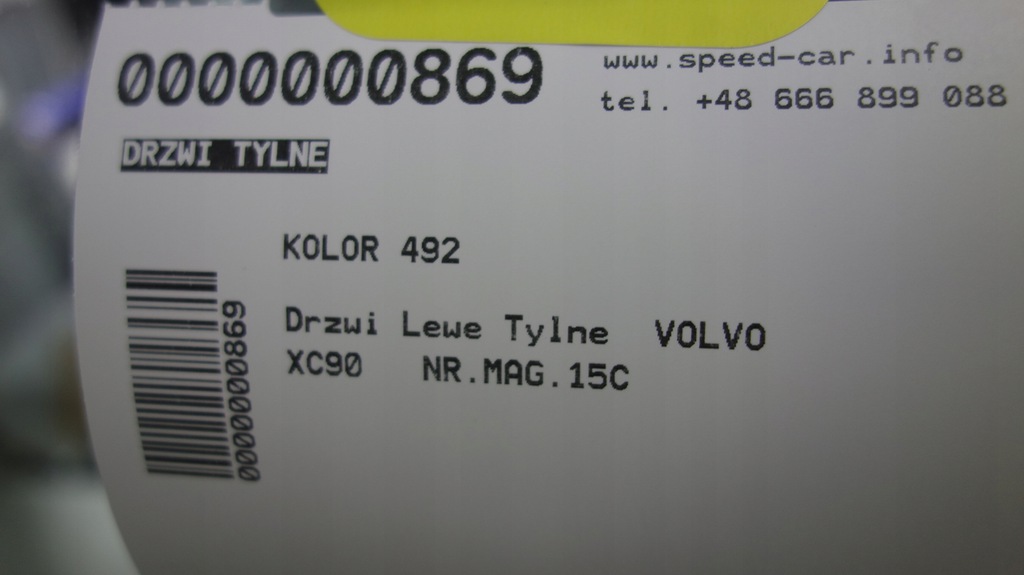 0000000869
www.speed-car.info
tel. +48 666 899 088
DRZWI TYLNE
KOLOR 492
Drzwi Lewe Tylne VOLVO
XC90 NR.MAG.15C
0000000869